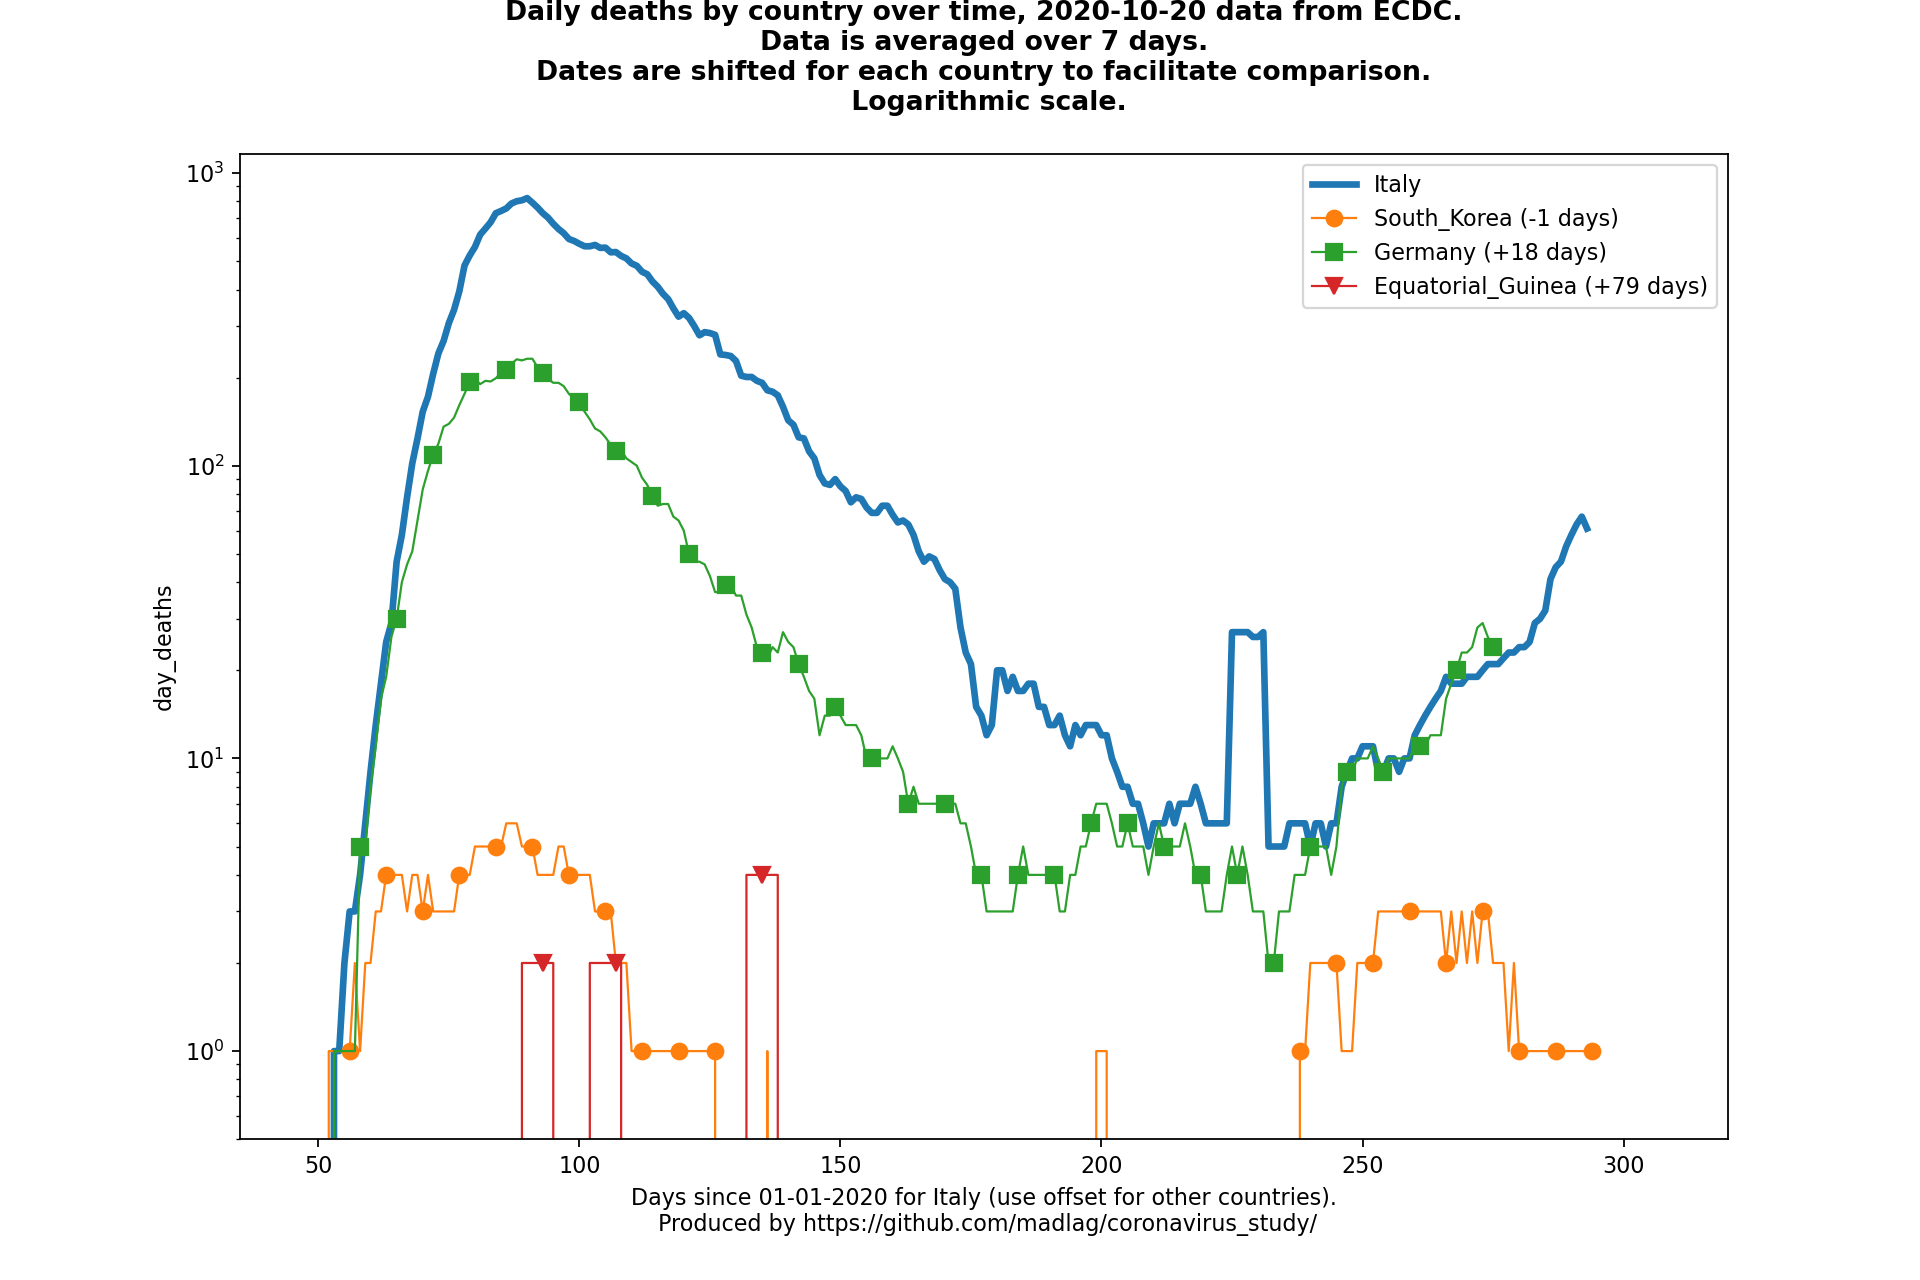 Daily deaths by country over time, 2020-10-20 data from ECDC.
Data is averaged over 7 days.
Dates are shifted for each country to facilitate comparison.
Logarithmic scale.
10³
10²
10¹
10⁰
day_deaths
Italy
South_Korea (-1 days)
Germany (+18 days)
Equatorial_Guinea (+79 days)
50 100 150 200 250 300
Days since 01-01-2020 for Italy (use offset for other countries).
Produced by https://github.com/madlag/coronavirus_study/